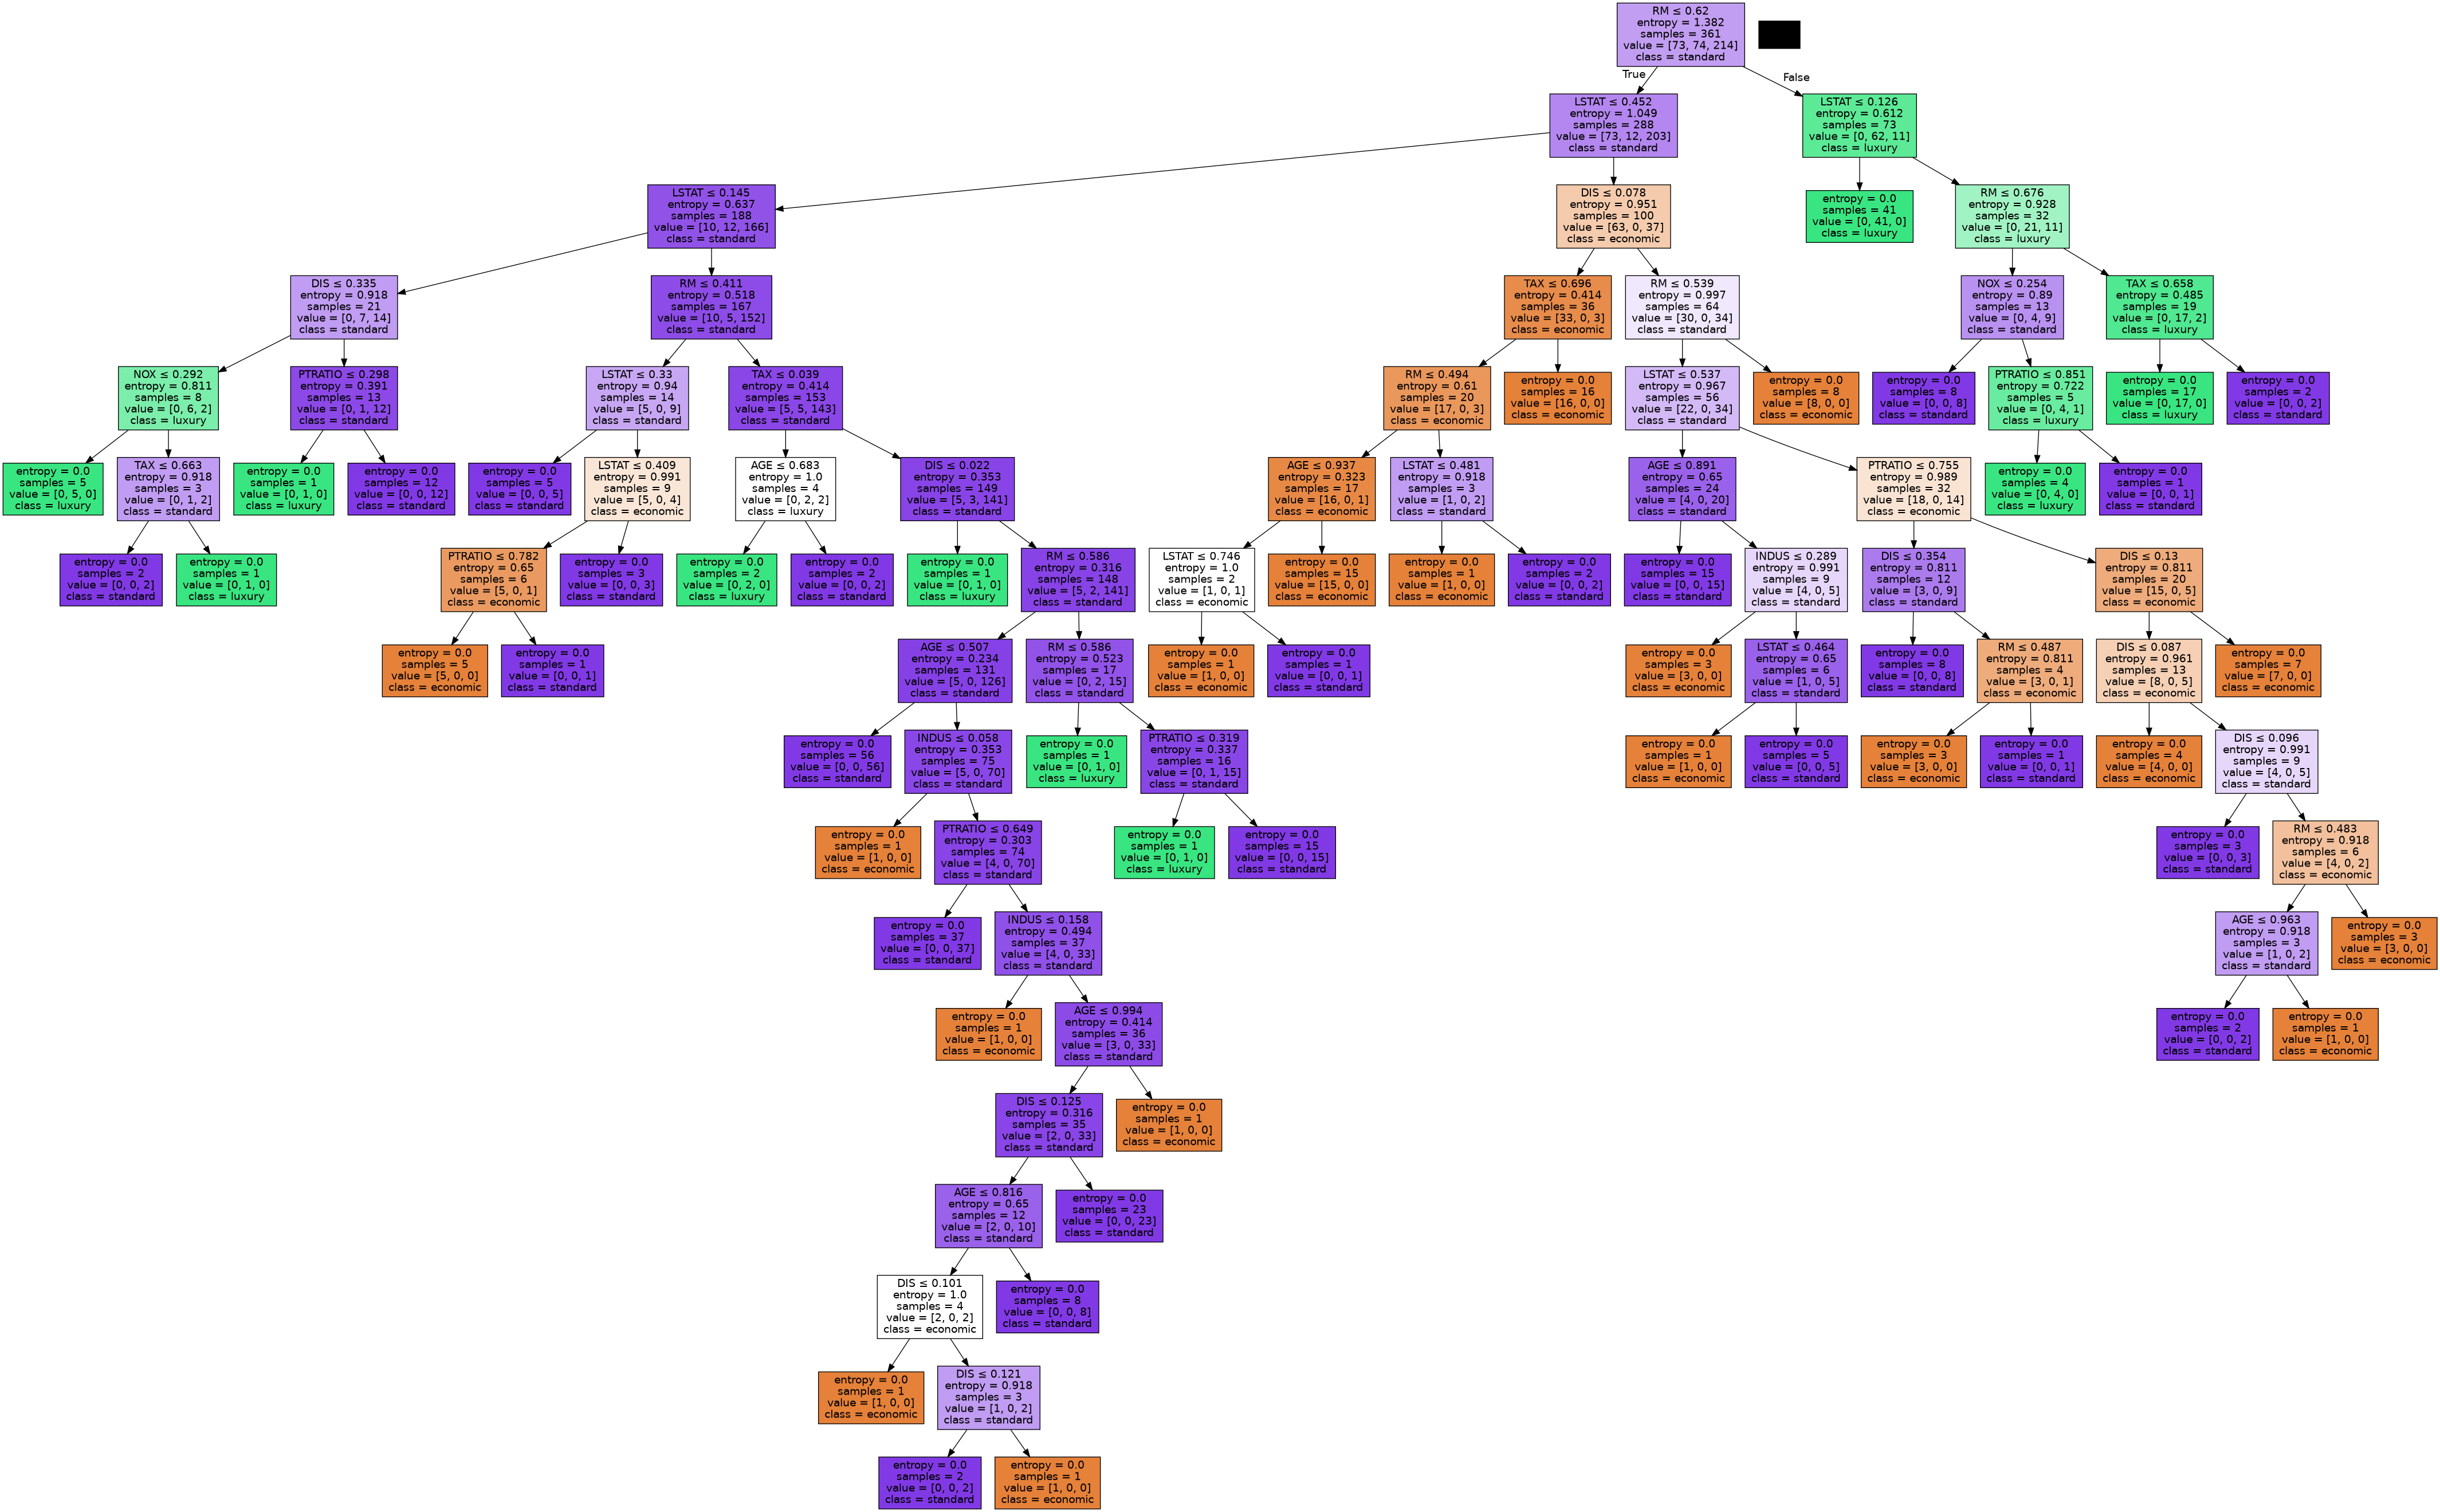 RM ≤ 0.62
entropy = 1.382
samples = 361
value = [73, 74, 214]
class = standard
True
False
LSTAT ≤ 0.452
entropy = 1.049
samples = 288
value = [73, 12, 203]
class = standard
LSTAT ≤ 0.126
entropy = 0.612
samples = 73
value = [0, 62, 11]
class = luxury
LSTAT ≤ 0.145
entropy = 0.637
samples = 188
value = [10, 12, 166]
class = standard
DIS ≤ 0.078
entropy = 0.951
samples = 100
value = [63, 0, 37]
class = economic
entropy = 0.0
samples = 41
value = [0, 41, 0]
class = luxury
RM ≤ 0.676
entropy = 0.928
samples = 32
value = [0, 21, 11]
class = luxury
DIS ≤ 0.335
entropy = 0.918
samples = 21
value = [0, 7, 14]
class = standard
RM ≤ 0.411
entropy = 0.518
samples = 167
value = [10, 5, 152]
class = standard
TAX ≤ 0.696
entropy = 0.414
samples = 36
value = [33, 0, 3]
class = economic
RM ≤ 0.539
entropy = 0.997
samples = 64
value = [30, 0, 34]
class = standard
NOX ≤ 0.254
entropy = 0.89
samples = 13
value = [0, 4, 9]
class = standard
TAX ≤ 0.658
entropy = 0.485
samples = 19
value = [0, 17, 2]
class = luxury
NOX ≤ 0.292
entropy = 0.811
samples = 8
value = [0, 6, 2]
class = luxury
PTRATIO ≤ 0.298
entropy = 0.391
samples = 13
value = [0, 1, 12]
class = standard
LSTAT ≤ 0.33
entropy = 0.94
samples = 14
value = [5, 0, 9]
class = standard
TAX ≤ 0.039
entropy = 0.414
samples = 153
value = [5, 5, 143]
class = standard
RM ≤ 0.494
entropy = 0.61
samples = 20
value = [17, 0, 3]
class = economic
entropy = 0.0
samples = 16
value = [16, 0, 0]
class = economic
LSTAT ≤ 0.537
entropy = 0.967
samples = 56
value = [22, 0, 34]
class = standard
entropy = 0.0
samples = 8
value = [8, 0, 0]
class = economic
entropy = 0.0
samples = 8
value = [0, 0, 8]
class = standard
PTRATIO ≤ 0.851
entropy = 0.722
samples = 5
value = [0, 4, 1]
class = luxury
entropy = 0.0
samples = 17
value = [0, 17, 0]
class = luxury
entropy = 0.0
samples = 2
value = [0, 0, 2]
class = standard
entropy = 0.0
samples = 5
value = [0, 5, 0]
class = luxury
TAX ≤ 0.663
entropy = 0.918
samples = 3
value = [0, 1, 2]
class = standard
entropy = 0.0
samples = 1
value = [0, 1, 0]
class = luxury
entropy = 0.0
samples = 12
value = [0, 0, 12]
class = standard
entropy = 0.0
samples = 5
value = [0, 0, 5]
class = standard
LSTAT ≤ 0.409
entropy = 0.991
samples = 9
value = [5, 0, 4]
class = economic
AGE ≤ 0.683
entropy = 1.0
samples = 4
value = [0, 2, 2]
class = luxury
DIS ≤ 0.022
entropy = 0.353
samples = 149
value = [5, 3, 141]
class = standard
AGE ≤ 0.937
entropy = 0.323
samples = 17
value = [16, 0, 1]
class = economic
LSTAT ≤ 0.481
entropy = 0.918
samples = 3
value = [1, 0, 2]
class = standard
AGE ≤ 0.891
entropy = 0.65
samples = 24
value = [4, 0, 20]
class = standard
PTRATIO ≤ 0.755
entropy = 0.989
samples = 32
value = [18, 0, 14]
class = economic
entropy = 0.0
samples = 4
value = [0, 4, 0]
class = luxury
entropy = 0.0
samples = 1
value = [0, 0, 1]
class = standard
entropy = 0.0
samples = 2
value = [0, 0, 2]
class = standard
entropy = 0.0
samples = 1
value = [0, 1, 0]
class = luxury
PTRATIO ≤ 0.782
entropy = 0.65
samples = 6
value = [5, 0, 1]
class = economic
entropy = 0.0
samples = 3
value = [0, 0, 3]
class = standard
entropy = 0.0
samples = 2
value = [0, 2, 0]
class = luxury
entropy = 0.0
samples = 2
value = [0, 0, 2]
class = standard
entropy = 0.0
samples = 1
value = [0, 1, 0]
class = luxury
RM ≤ 0.586
entropy = 0.316
samples = 148
value = [5, 2, 141]
class = standard
LSTAT ≤ 0.746
entropy = 1.0
samples = 2
value = [1, 0, 1]
class = economic
entropy = 0.0
samples = 15
value = [15, 0, 0]
class = economic
entropy = 0.0
samples = 1
value = [1, 0, 0]
class = economic
entropy = 0.0
samples = 2
value = [0, 0, 2]
class = standard
entropy = 0.0
samples = 15
value = [0, 0, 15]
class = standard
INDUS ≤ 0.289
entropy = 0.991
samples = 9
value = [4, 0, 5]
class = standard
DIS ≤ 0.354
entropy = 0.811
samples = 12
value = [3, 0, 9]
class = standard
DIS ≤ 0.13
entropy = 0.811
samples = 20
value = [15, 0, 5]
class = economic
entropy = 0.0
samples = 5
value = [5, 0, 0]
class = economic
entropy = 0.0
samples = 1
value = [0, 0, 1]
class = standard
AGE ≤ 0.507
entropy = 0.234
samples = 131
value = [5, 0, 126]
class = standard
RM ≤ 0.586
entropy = 0.523
samples = 17
value = [0, 2, 15]
class = standard
entropy = 0.0
samples = 1
value = [1, 0, 0]
class = economic
entropy = 0.0
samples = 1
value = [0, 0, 1]
class = standard
entropy = 0.0
samples = 3
value = [3, 0, 0]
class = economic
LSTAT ≤ 0.464
entropy = 0.65
samples = 6
value = [1, 0, 5]
class = standard
entropy = 0.0
samples = 8
value = [0, 0, 8]
class = standard
RM ≤ 0.487
entropy = 0.811
samples = 4
value = [3, 0, 1]
class = economic
DIS ≤ 0.087
entropy = 0.961
samples = 13
value = [8, 0, 5]
class = economic
entropy = 0.0
samples = 7
value = [7, 0, 0]
class = economic
entropy = 0.0
samples = 56
value = [0, 0, 56]
class = standard
INDUS ≤ 0.058
entropy = 0.353
samples = 75
value = [5, 0, 70]
class = standard
entropy = 0.0
samples = 1
value = [0, 1, 0]
class = luxury
PTRATIO ≤ 0.319
entropy = 0.337
samples = 16
value = [0, 1, 15]
class = standard
entropy = 0.0
samples = 1
value = [1, 0, 0]
class = economic
entropy = 0.0
samples = 5
value = [0, 0, 5]
class = standard
entropy = 0.0
samples = 3
value = [3, 0, 0]
class = economic
entropy = 0.0
samples = 1
value = [0, 0, 1]
class = standard
entropy = 0.0
samples = 4
value = [4, 0, 0]
class = economic
DIS ≤ 0.096
entropy = 0.991
samples = 9
value = [4, 0, 5]
class = standard
entropy = 0.0
samples = 1
value = [1, 0, 0]
class = economic
PTRATIO ≤ 0.649
entropy = 0.303
samples = 74
value = [4, 0, 70]
class = standard
entropy = 0.0
samples = 1
value = [0, 1, 0]
class = luxury
entropy = 0.0
samples = 15
value = [0, 0, 15]
class = standard
entropy = 0.0
samples = 3
value = [0, 0, 3]
class = standard
RM ≤ 0.483
entropy = 0.918
samples = 6
value = [4, 0, 2]
class = economic
entropy = 0.0
samples = 37
value = [0, 0, 37]
class = standard
INDUS ≤ 0.158
entropy = 0.494
samples = 37
value = [4, 0, 33]
class = standard
AGE ≤ 0.963
entropy = 0.918
samples = 3
value = [1, 0, 2]
class = standard
entropy = 0.0
samples = 3
value = [3, 0, 0]
class = economic
entropy = 0.0
samples = 1
value = [1, 0, 0]
class = economic
AGE ≤ 0.994
entropy = 0.414
samples = 36
value = [3, 0, 33]
class = standard
entropy = 0.0
samples = 2
value = [0, 0, 2]
class = standard
entropy = 0.0
samples = 1
value = [1, 0, 0]
class = economic
DIS ≤ 0.125
entropy = 0.316
samples = 35
value = [2, 0, 33]
class = standard
entropy = 0.0
samples = 1
value = [1, 0, 0]
class = economic
AGE ≤ 0.816
entropy = 0.65
samples = 12
value = [2, 0, 10]
class = standard
entropy = 0.0
samples = 23
value = [0, 0, 23]
class = standard
DIS ≤ 0.101
entropy = 1.0
samples = 4
value = [2, 0, 2]
class = economic
entropy = 0.0
samples = 8
value = [0, 0, 8]
class = standard
entropy = 0.0
samples = 1
value = [1, 0, 0]
class = economic
DIS ≤ 0.121
entropy = 0.918
samples = 3
value = [1, 0, 2]
class = standard
entropy = 0.0
samples = 2
value = [0, 0, 2]
class = standard
entropy = 0.0
samples = 1
value = [1, 0, 0]
class = economic